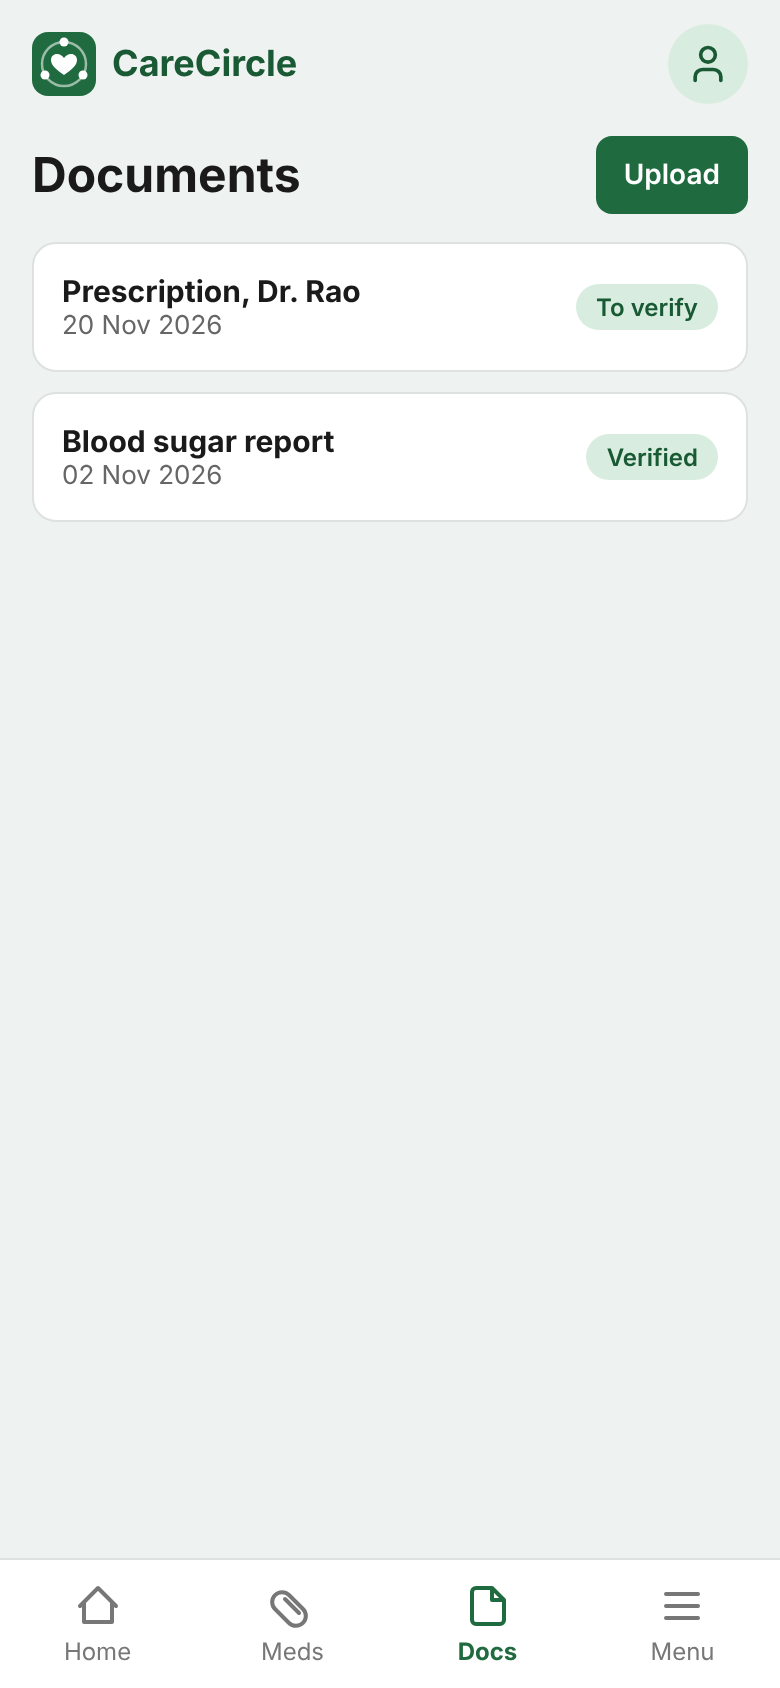 CareCircle
Documents
Upload
Prescription, Dr. Rao
20 Nov 2026
To verify
Blood sugar report
02 Nov 2026
Verified
Home
Meds
Docs
Menu